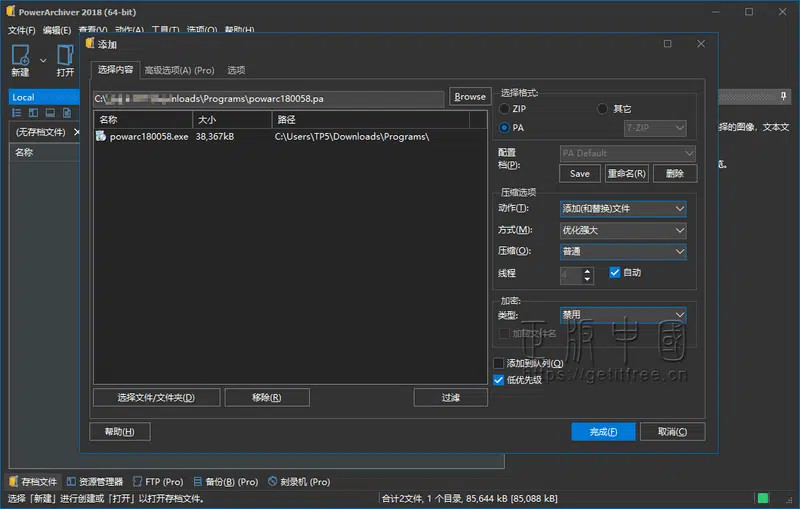 PowerArchiver 2018 (64-bit)
文件(F) 编辑(E) 查看(V) 动作(A) 工具(T) 选项(O) 帮助(H)
新建 打开
Local
(无存档文件)
名称
择的图像，文本文
览。
添加
选择内容 高级选项(A) (Pro) 选项
C:\ nloads\Programs\powarc180058.pa Browse
名称 大小 路径
powarc180058.exe 38,367kB C:\Users\TP5\Downloads\Programs\
选择格式:
ZIP 其它
PA 7-ZIP
配置档(P): PA Default
Save 重命名(R) 删除
压缩选项
动作(T): 添加(和替换)文件
方式(M): 优化强大
压缩(O): 普通
线程 4 自动
加密:
类型: 禁用
加密文件名
添加到队列(Q)
低优先级
亚版中國
https://getitfree.cn
选择文件/文件夹(D) 移除(R) 过滤
帮助(H) 完成(F) 取消(C)
存档文件 资源管理器 FTP (Pro) 备份(B) (Pro) 刻录机 (Pro)
选择「新建」进行创建或「打开」以打开存档文件。 合计2文件, 1 个目录, 85,644 kB [85,088 kB]